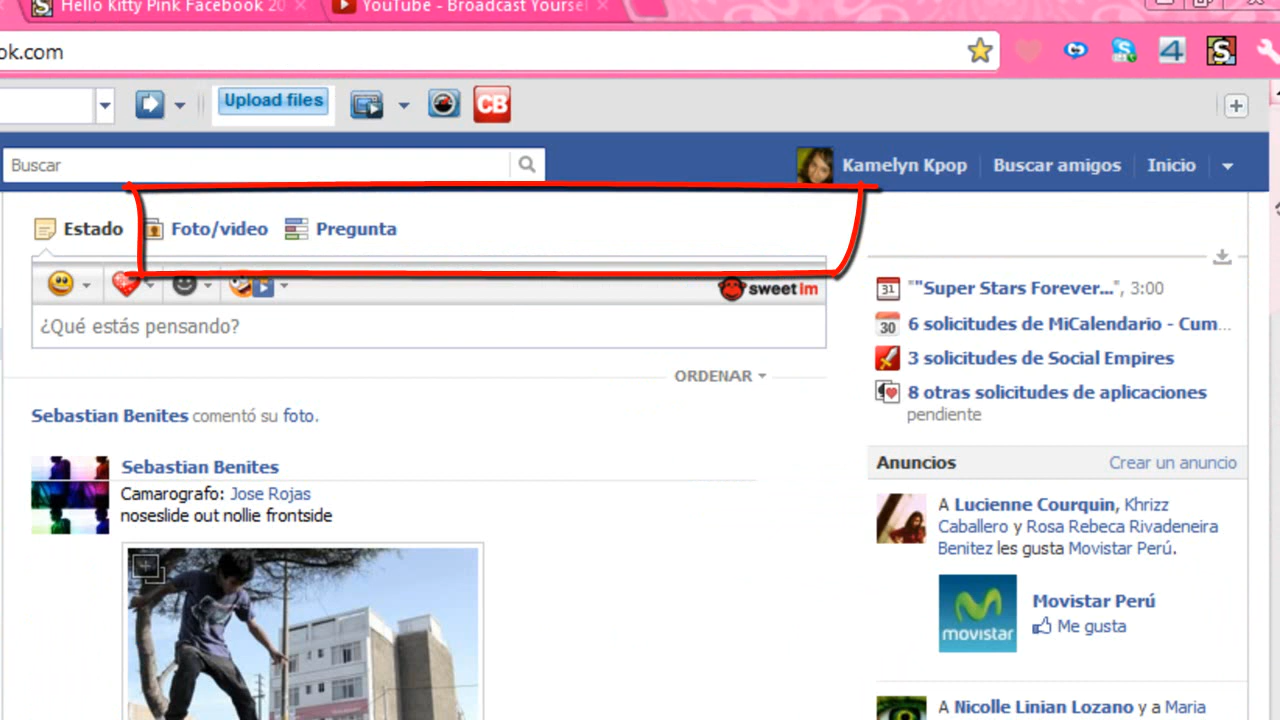 Hello Kitty Pink Facebook 20
YouTube - Broadcast Yoursel
ok.com
S
4
S
Upload files
CB
Buscar
Kamelyn Kpop
Buscar amigos
Inicio
Estado
Foto/video
Pregunta
sweetim
¿Qué estás pensando?
ORDENAR
Sebastian Benites comentó su foto.
Sebastian Benites
Camarografo: Jose Rojas
noseslide out nollie frontside
31 ""Super Stars Forever...", 3:00
30 6 solicitudes de MiCalendario - Cum...
3 solicitudes de Social Empires
8 otras solicitudes de aplicaciones
pendiente
Anuncios
Crear un anuncio
A Lucienne Courquin, Khrizz
Caballero y Rosa Rebeca Rivadeneira
Benitez les gusta Movistar Perú.
movistar
Movistar Perú
Me gusta
A Nicolle Linian Lozano y a Maria